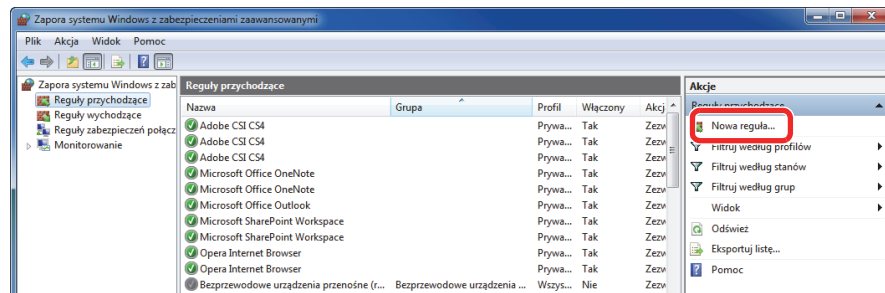 Zapora systemu Windows z zabezpieczeniami zaawansowanymi
Plik Akcja Widok Pomoc
Zapora systemu Windows z zab
Reguły przychodzące
Reguły wychodzące
Reguły zabezpieczeń połącz
Monitorowanie
Reguły przychodzące
Nazwa Grupa Profil Włączony Akcj
Adobe CSI CS4 Prywa... Tak Zezw
Adobe CSI CS4 Prywa... Tak Zezw
Adobe CSI CS4 Prywa... Tak Zezw
Microsoft Office OneNote Prywa... Tak Zezw
Microsoft Office OneNote Prywa... Tak Zezw
Microsoft Office Outlook Prywa... Tak Zezw
Microsoft SharePoint Workspace Prywa... Tak Zezw
Microsoft SharePoint Workspace Prywa... Tak Zezw
Opera Internet Browser Prywa... Tak Zezw
Opera Internet Browser Prywa... Tak Zezw
Bezprzewodowe urządzenia przenośne (r... Bezprzewodowe urządzenia ... Wszys... Nie Zezw
Akcje
Reguły przychodzące
Nowa reguła...
Filtruj według profilów
Filtruj według stanów
Filtruj według grup
Widok
Odśwież
Eksportuj listę...
Pomoc